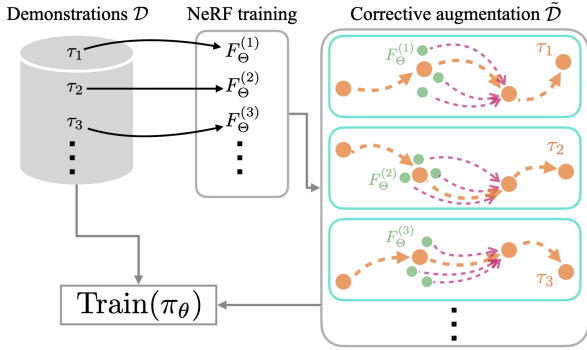 Demonstrations 𝒟
NeRF training
Corrective augmentation 𝒟̃
τ₁
τ₂
τ₃
F_Θ^(1)
F_Θ^(2)
F_Θ^(3)
F_Θ^(1)
τ₁
F_Θ^(2)
τ₂
F_Θ^(3)
τ₃
Train(π_θ)